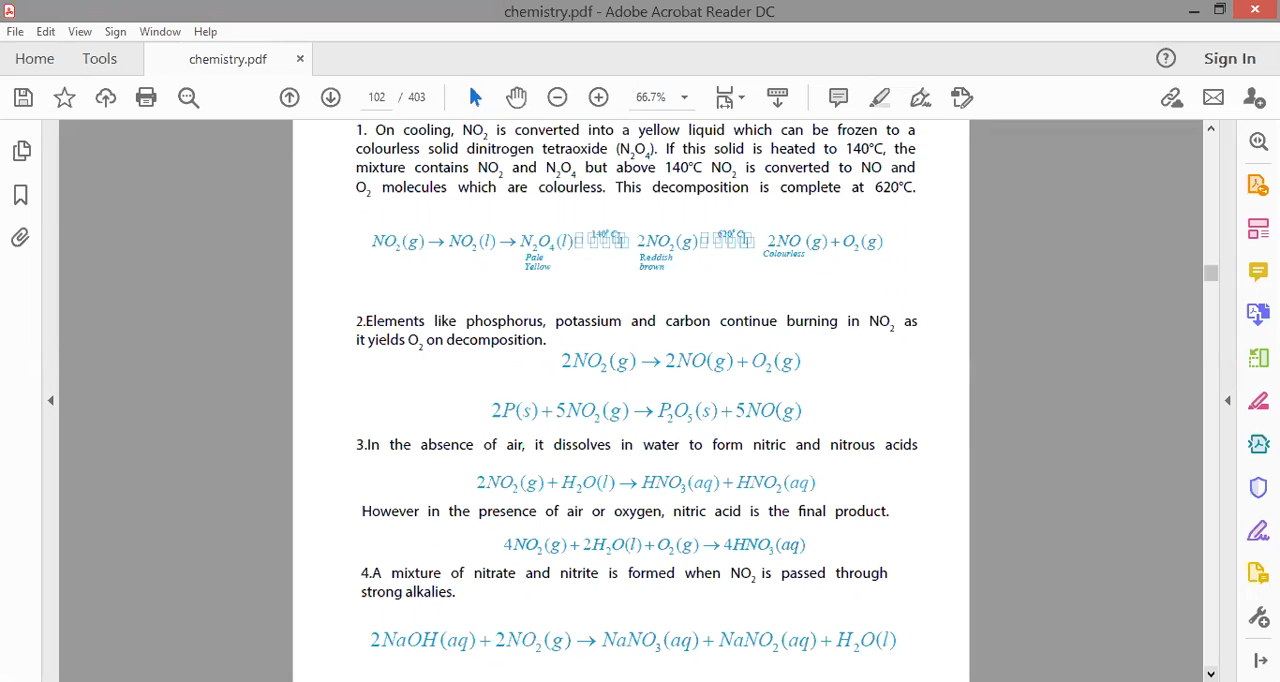 chemistry.pdf - Adobe Acrobat Reader DC
File Edit View Sign Window Help
Home Tools chemistry.pdf × ? Sign In
102 / 403 66.7%
1. On cooling, NO₂ is converted into a yellow liquid which can be frozen to a
colourless solid dinitrogen tetraoxide (N₂O₄). If this solid is heated to 140°C, the
mixture contains NO₂ and N₂O₄ but above 140°C NO₂ is converted to NO and
O₂ molecules which are colourless. This decomposition is complete at 620°C.
140° C
620° C
NO₂(g) → NO₂(l) → N₂O₄(l) 2NO₂(g) 2NO (g) + O₂(g)
Pale Reddish Colourless
Yellow brown
2.Elements like phosphorus, potassium and carbon continue burning in NO₂ as
it yields O₂ on decomposition.
2NO₂(g) → 2NO(g) + O₂(g)
2P(s) + 5NO₂(g) → P₂O₅(s) + 5NO(g)
3.In the absence of air, it dissolves in water to form nitric and nitrous acids
2NO₂(g) + H₂O(l) → HNO₃(aq) + HNO₂(aq)
However in the presence of air or oxygen, nitric acid is the final product.
4NO₂(g) + 2H₂O(l) + O₂(g) → 4HNO₃(aq)
4.A mixture of nitrate and nitrite is formed when NO₂ is passed through
strong alkalies.
2NaOH(aq) + 2NO₂(g) → NaNO₃(aq) + NaNO₂(aq) + H₂O(l)